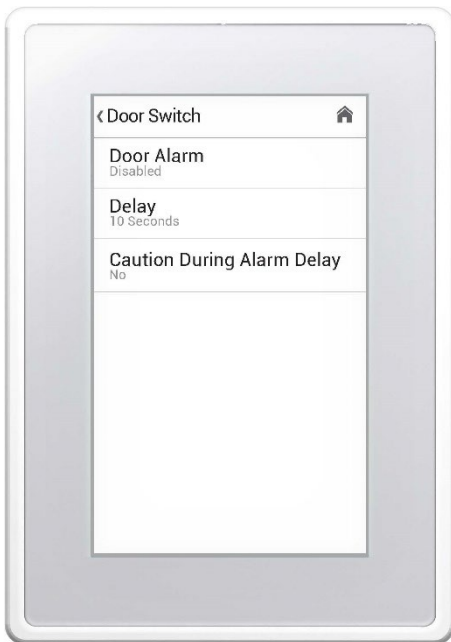 Door Switch
Door Alarm
Disabled
Delay
10 Seconds
Caution During Alarm Delay
No